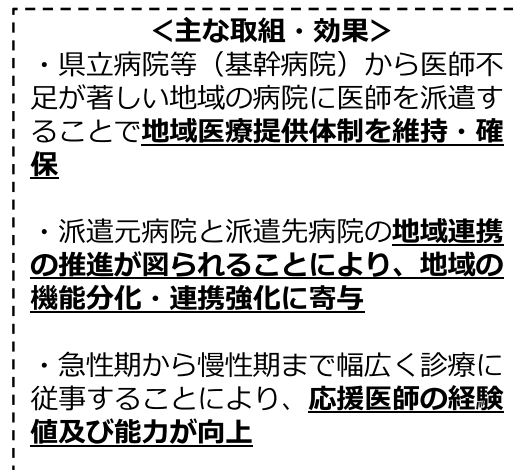 ＜主な取組・効果＞
・県立病院等（基幹病院）から医師不
足が著しい地域の病院に医師を派遣す
ることで地域医療提供体制を維持・確
保
・派遣元病院と派遣先病院の地域連携
の推進が図られることにより、地域の
機能分化・連携強化に寄与
・急性期から慢性期まで幅広く診療に
従事することにより、応援医師の経験
値及び能力が向上